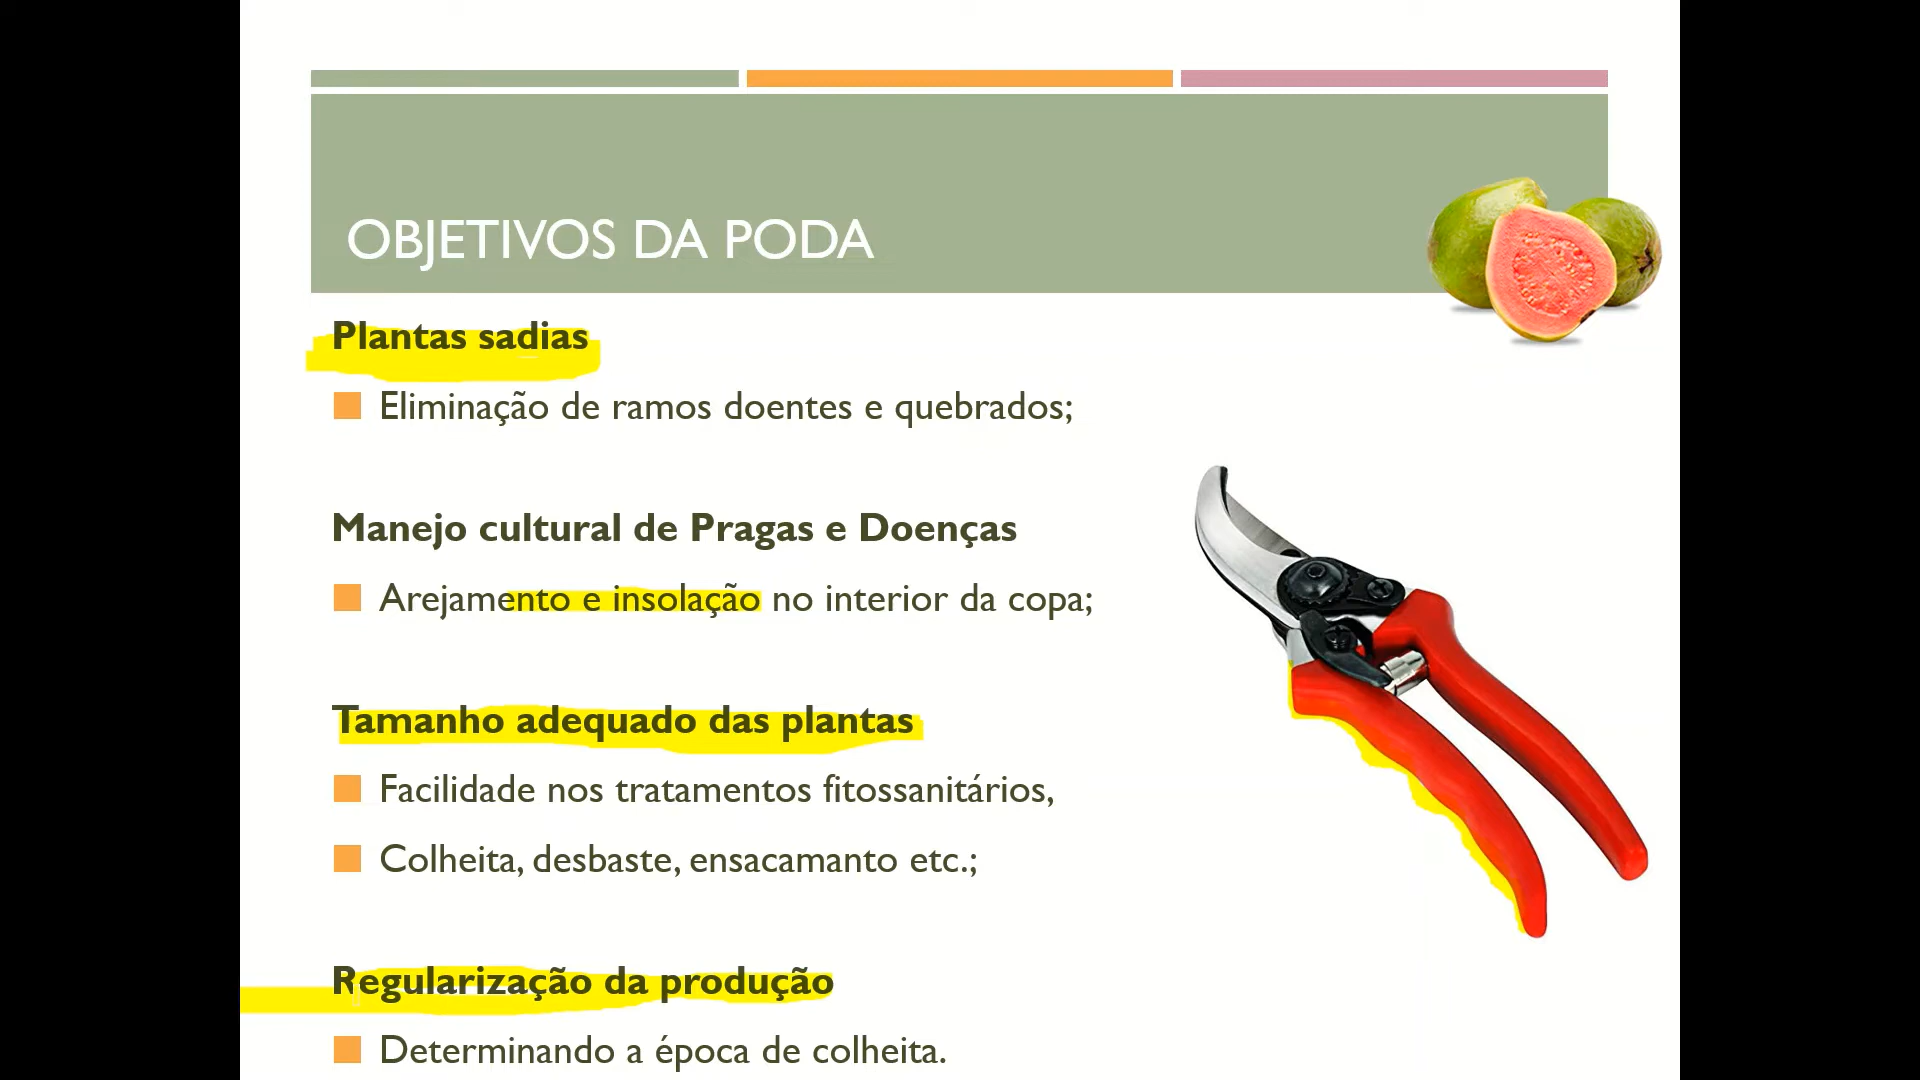 OBJETIVOS DA PODA
Plantas sadias
Eliminação de ramos doentes e quebrados;
Manejo cultural de Pragas e Doenças
Arejamento e insolação no interior da copa;
Tamanho adequado das plantas
Facilidade nos tratamentos fitossanitários,
Colheita, desbaste, ensacamanto etc.;
Regularização da produção
Determinando a época de colheita.